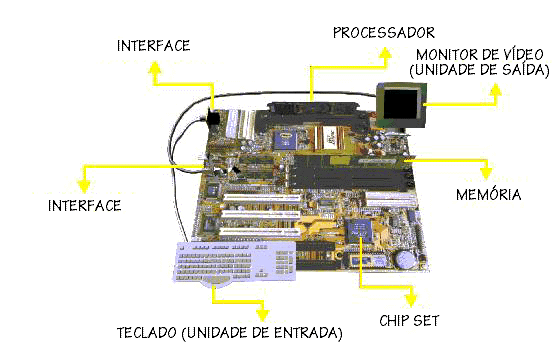 INTERFACE
PROCESSADOR
MONITOR DE VÍDEO
(UNIDADE DE SAÍDA)
MEMÓRIA
INTERFACE
CHIP SET
TECLADO (UNIDADE DE ENTRADA)